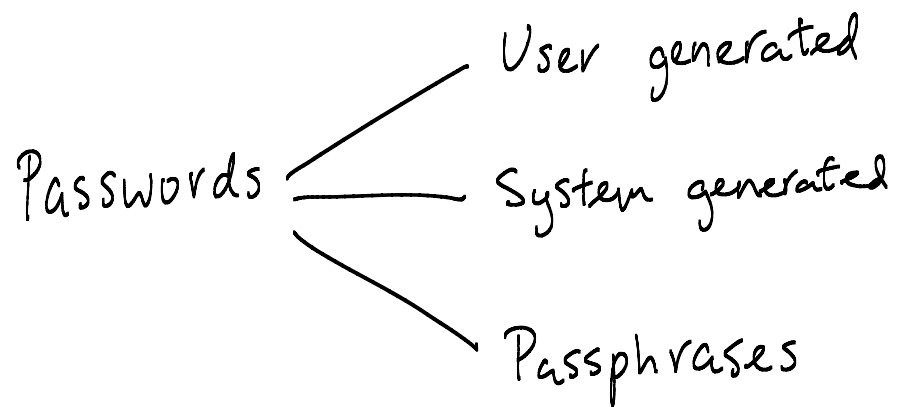 Passwords
User generated
System generated
Passphrases